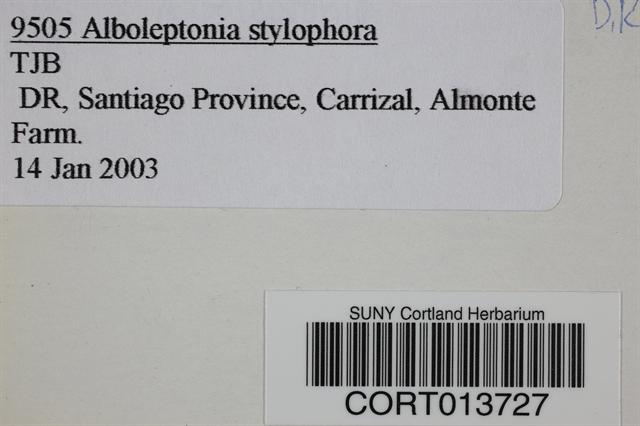 9505 Alboleptonia stylophora
TJB
DR, Santiago Province, Carrizal, Almonte
Farm.
14 Jan 2003
SUNY Cortland Herbarium
CORT013727